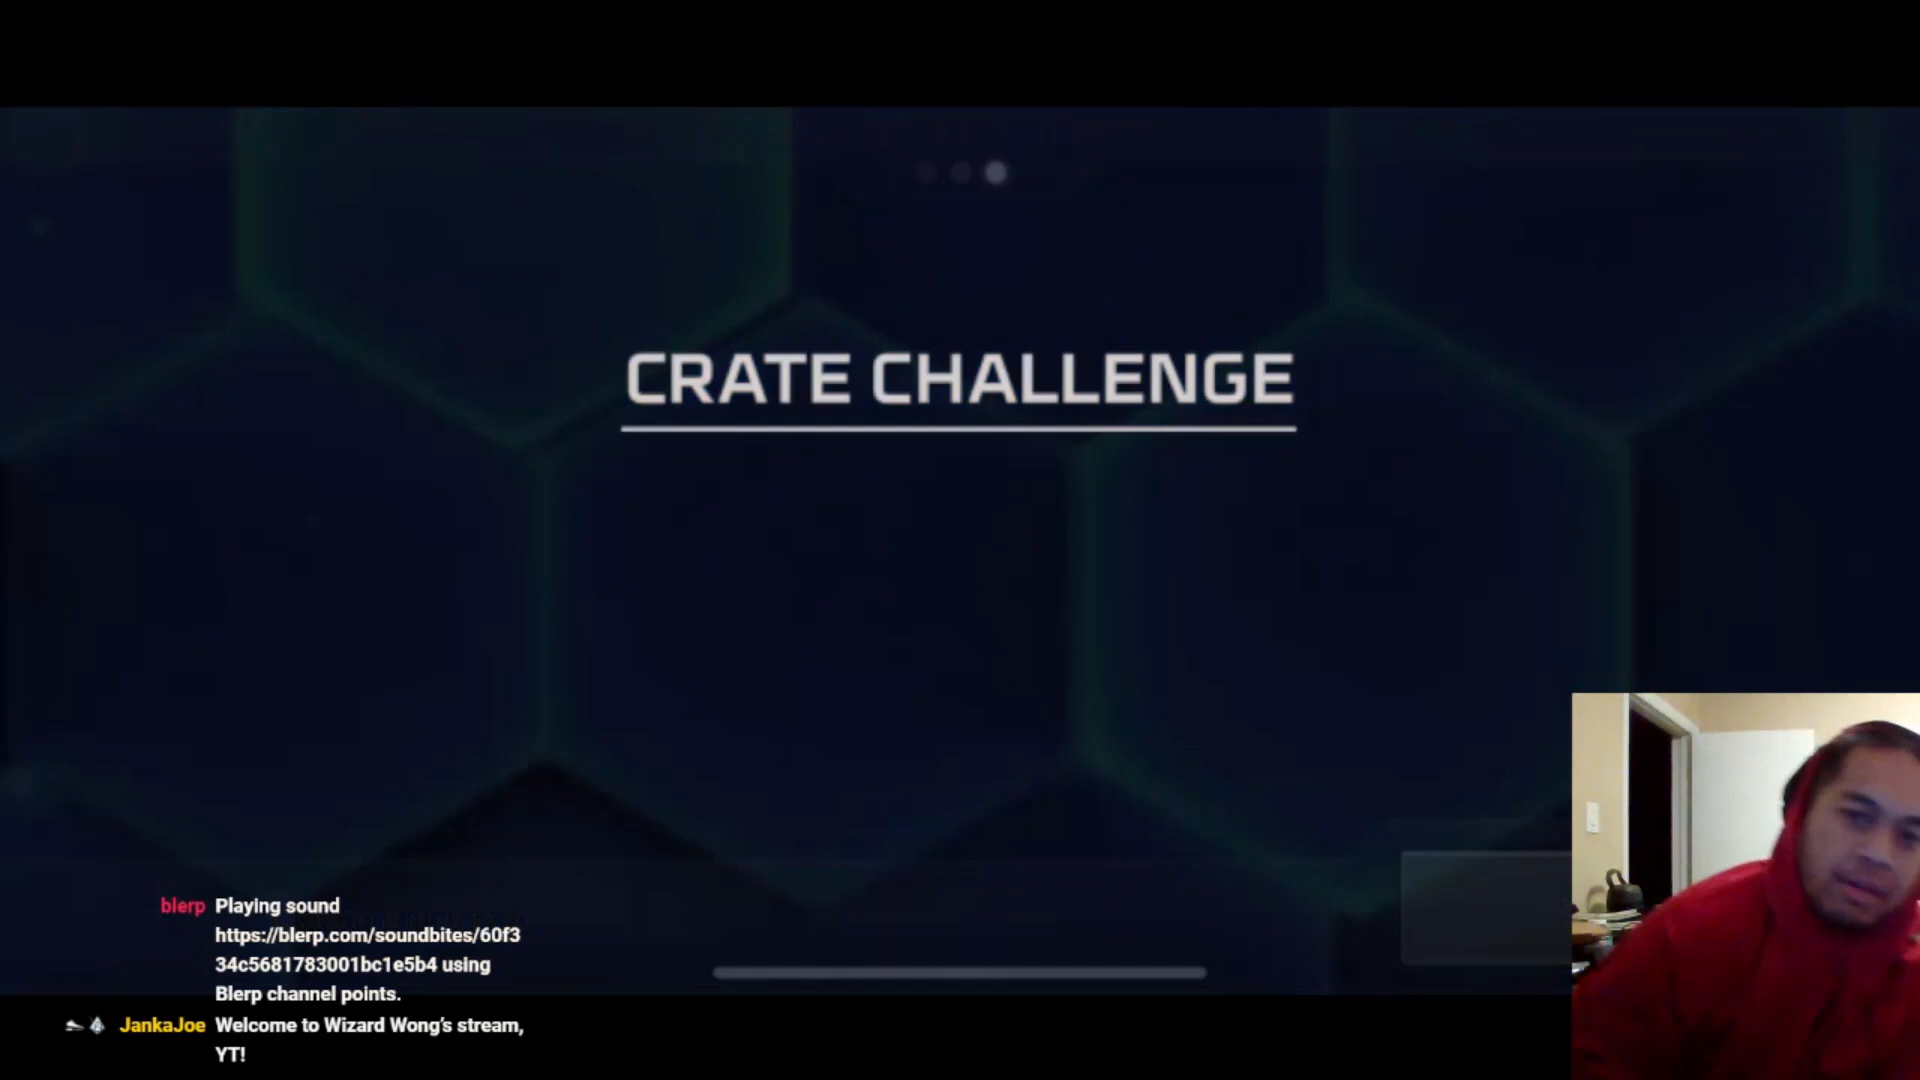 CRATE CHALLENGE
blerp Playing sound
https://blerp.com/soundbites/60f3
34c5681783001bc1e5b4 using
Blerp channel points.
JankaJoe Welcome to Wizard Wong's stream,
YT!